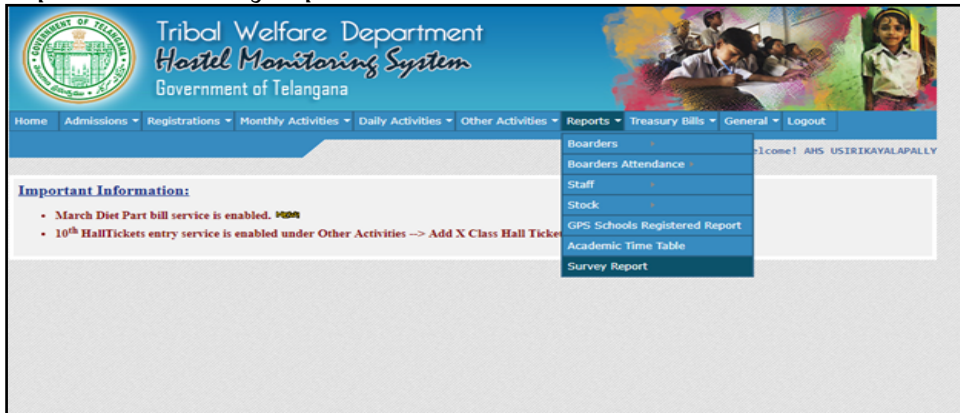 Tribal Welfare Department
Hostel Monitoring System
Government of Telangana
Home Admissions Registrations Monthly Activities Daily Activities Other Activities Reports Treasury Bills General Logout
elcome! AHS USIRIKAYALAPALLY
Boarders
Boarders Attendance
Staff
Stock
GPS Schools Registered Report
Academic Time Table
Survey Report
Important Information:
• March Diet Part bill service is enabled.
• 10th HallTickets entry service is enabled under Other Activities --> Add X Class Hall Ticke